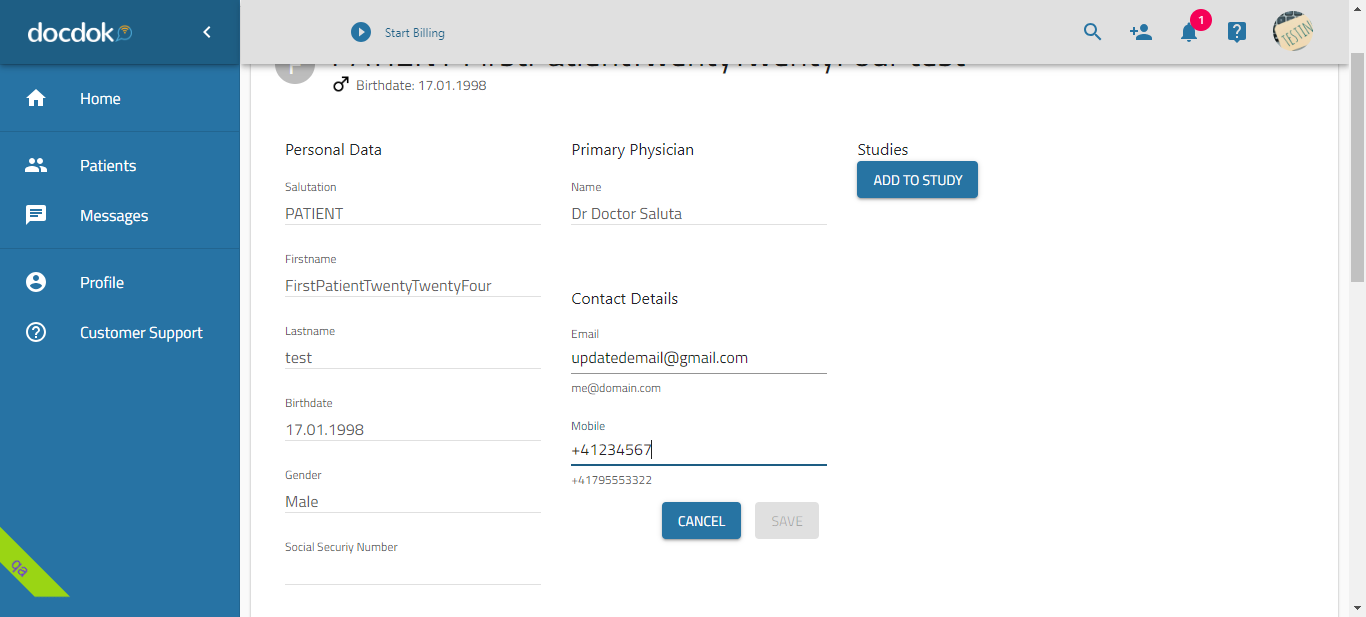 docdok
Start Billing
1
TESTIN
PATIENT FirstPatientTwentyTwentyFour test
Birthdate: 17.01.1998
Home
Patients
Messages
Profile
Customer Support
qa
Personal Data
Salutation
PATIENT
Firstname
FirstPatientTwentyTwentyFour
Lastname
test
Birthdate
17.01.1998
Gender
Male
Social Securiy Number
Primary Physician
Name
Dr Doctor Saluta
Contact Details
Email
updatedemail@gmail.com
me@domain.com
Mobile
+41234567
+41795553322
CANCEL
SAVE
Studies
ADD TO STUDY